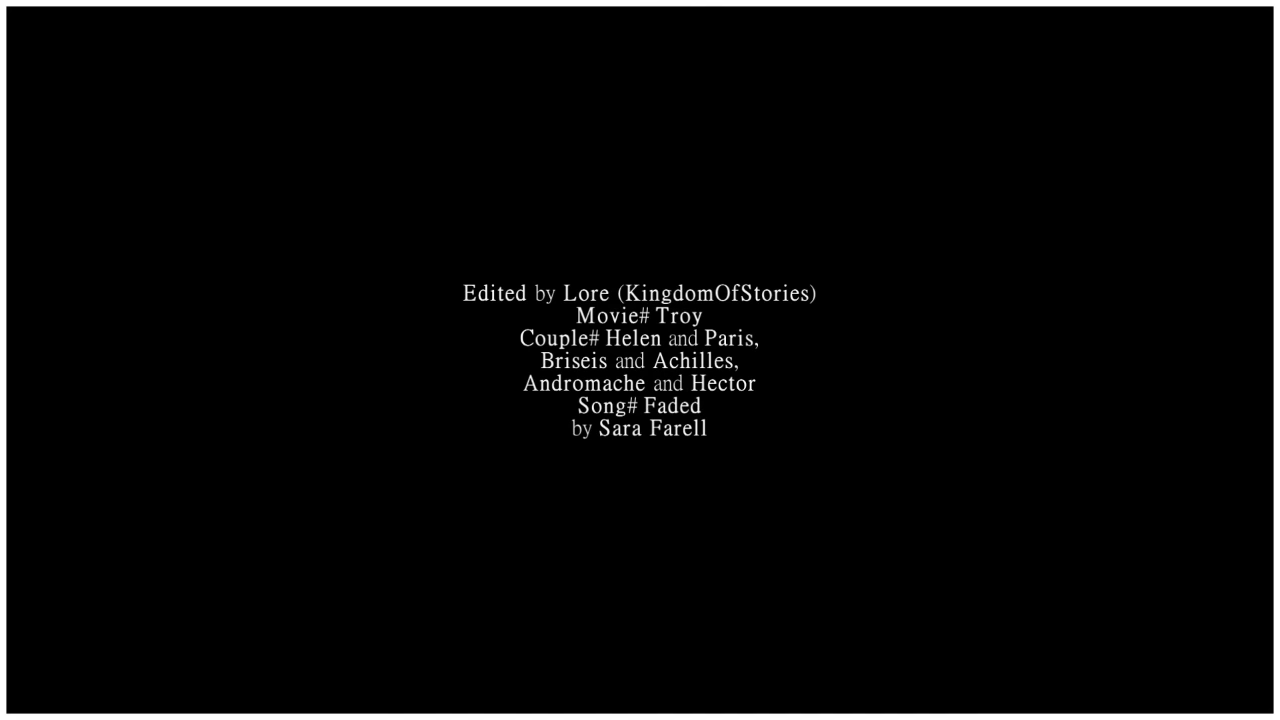 Edited by Lore (KingdomOfStories)
Movie# Troy
Couple# Helen and Paris,
Briseis and Achilles,
Andromache and Hector
Song# Faded
by Sara Farell